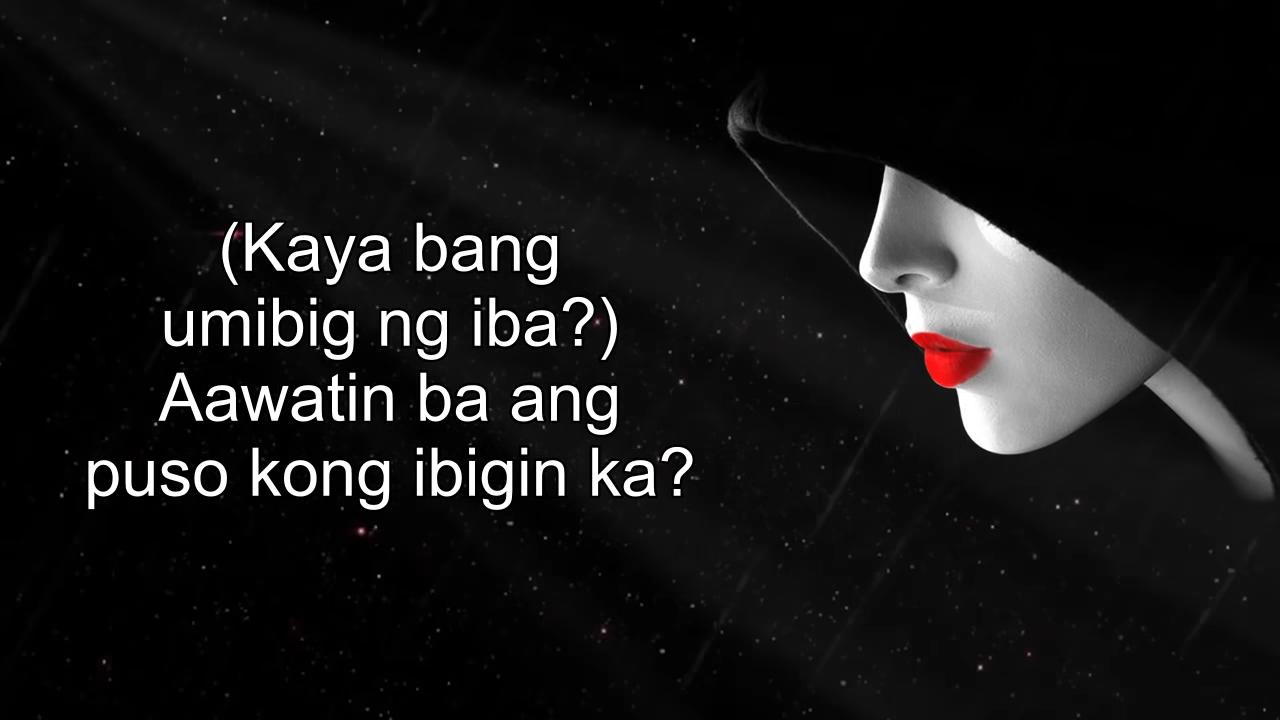 (Kaya bang
umibig ng iba?)
Aawatin ba ang
puso kong ibigin ka?